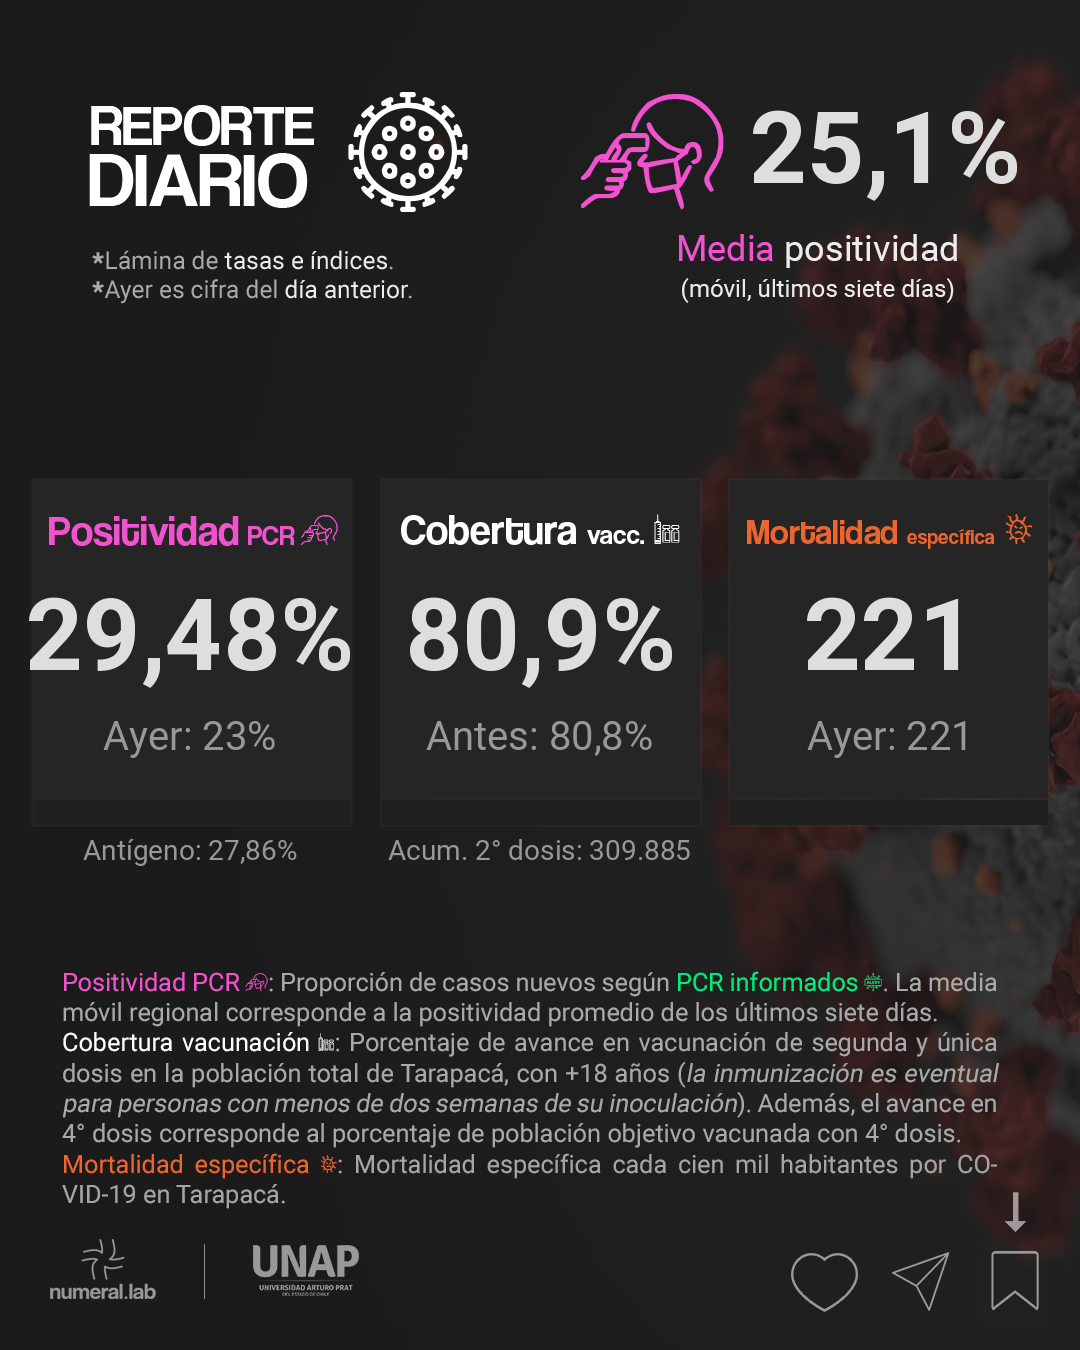 REPORTE
DIARIO
*Lámina de tasas e índices.
*Ayer es cifra del día anterior.
25,1%
Media positividad
(móvil, últimos siete días)
Positividad PCR
29,48%
Ayer: 23%
Antígeno: 27,86%
Cobertura vacc.
80,9%
Antes: 80,8%
Acum. 2° dosis: 309.885
Mortalidad específica
221
Ayer: 221
Positividad PCR: Proporción de casos nuevos según PCR informados. La media
móvil regional corresponde a la positividad promedio de los últimos siete días.
Cobertura vacunación: Porcentaje de avance en vacunación de segunda y única
dosis en la población total de Tarapacá, con +18 años (la inmunización es eventual
para personas con menos de dos semanas de su inoculación). Además, el avance en
4° dosis corresponde al porcentaje de población objetivo vacunada con 4° dosis.
Mortalidad específica: Mortalidad específica cada cien mil habitantes por CO-
VID-19 en Tarapacá.
numeral.lab
UNAP
UNIVERSIDAD ARTURO PRAT
DEL ESTADO DE CHILE